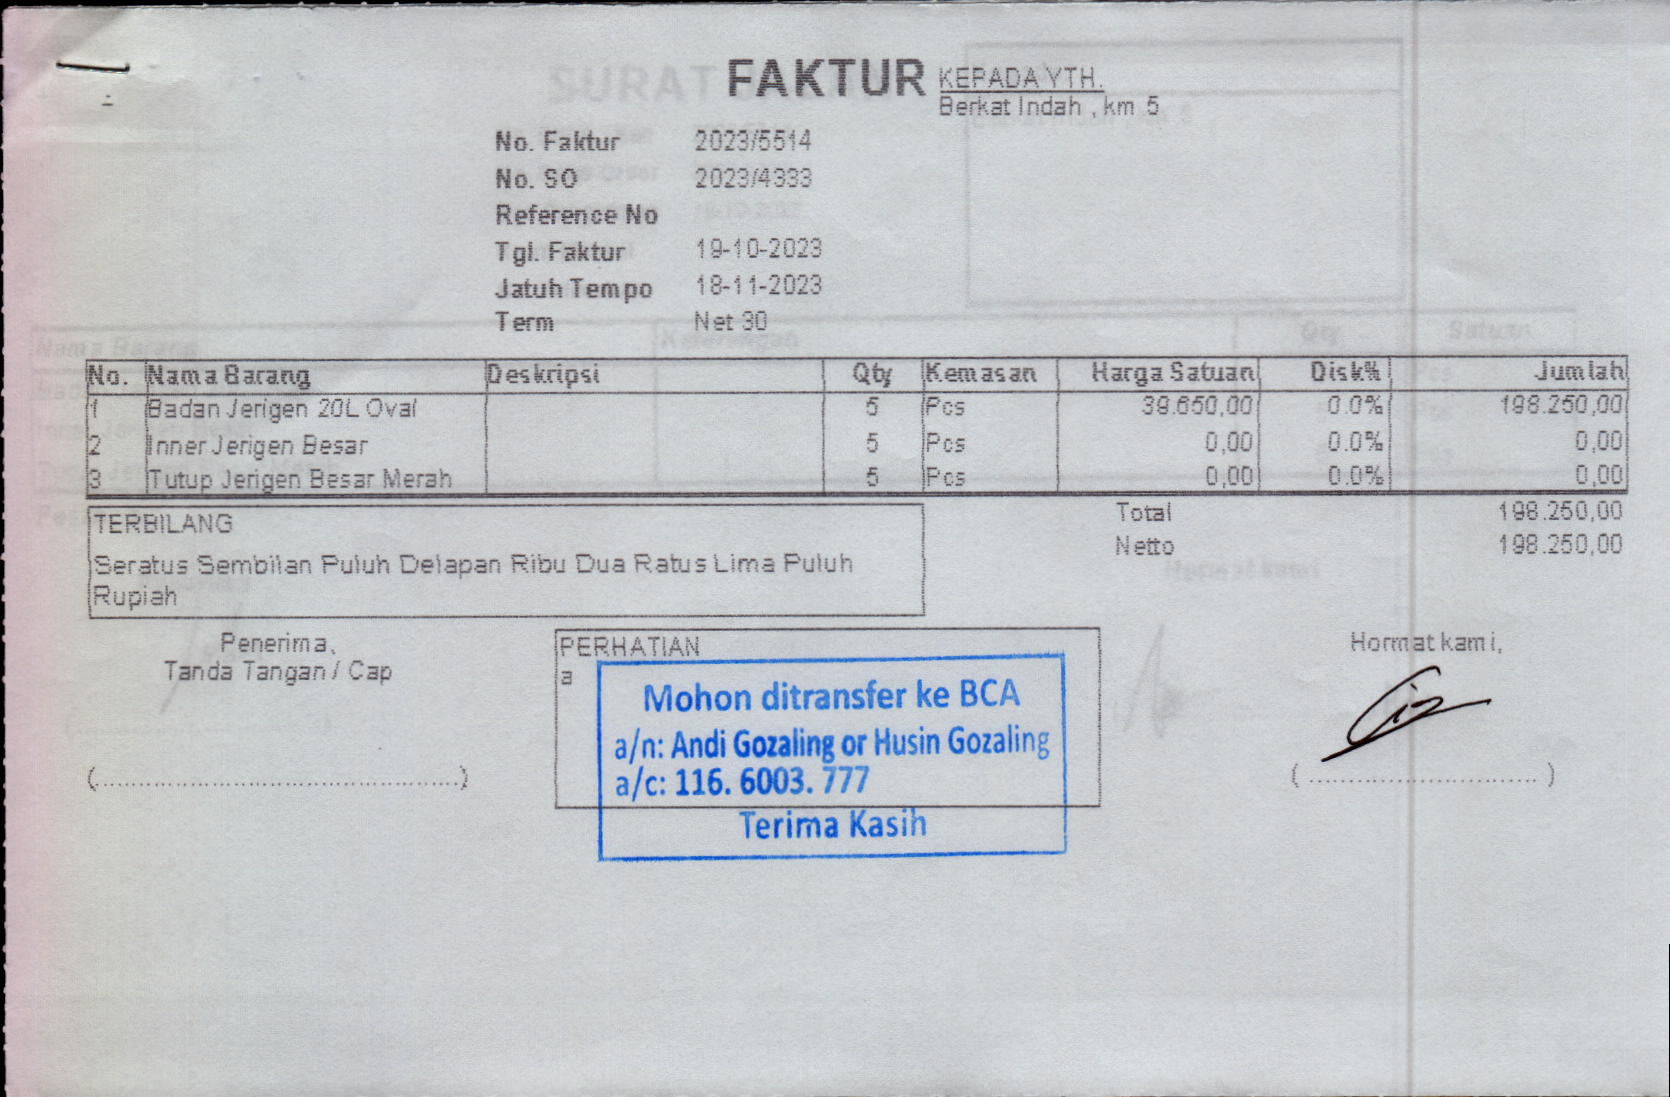 FAKTUR
KEPADA YTH.
Berkat Indah , km 5
No. Faktur 2023/5514
No. SO 2023/4333
Reference No
Tgl. Faktur 19-10-2023
Jatuh Tempo 18-11-2023
Term Net 30
No. Nama Barang Deskripsi Qty Kemasan Harga Satuan Disk% Jumlah
1 Badan Jerigen 20L Oval 5 Pcs 39.650,00 0.0% 198.250,00
2 Inner Jerigen Besar 5 Pcs 0,00 0.0% 0,00
3 Tutup Jerigen Besar Merah 5 Pcs 0,00 0.0% 0,00
Total 198.250,00
Netto 198.250,00
TERBILANG
Seratus Sembilan Puluh Delapan Ribu Dua Ratus Lima Puluh
Rupiah
Penerima,
Tanda Tangan / Cap
(..............................................)
PERHATIAN
a
Mohon ditransfer ke BCA
a/n: Andi Gozaling or Husin Gozaling
a/c: 116. 6003. 777
Terima Kasih
Hormat kami,
( ............................. )